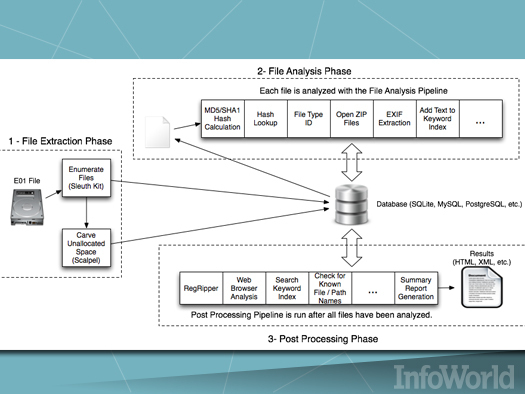 2- File Analysis Phase
Each file is analyzed with the File Analysis Pipeline
MD5/SHA1
Hash
Calculation
Hash
Lookup
File Type
ID
Open ZIP
Files
EXIF
Extraction
Add Text to
Keyword
Index
...
1 - File Extraction Phase
E01 File
Enumerate
Files
(Sleuth Kit)
Carve
Unallocated
Space
(Scalpel)
Database (SQLite, MySQL, PostgreSQL, etc.)
RegRipper
Web
Browser
Analysis
Search
Keyword
Index
Check for
Known
File / Path
Names
...
Summary
Report
Generation
Results
(HTML, XML, etc.)
Post Processing Pipeline is run after all files have been analyzed.
3- Post Processing Phase
InfoWorld